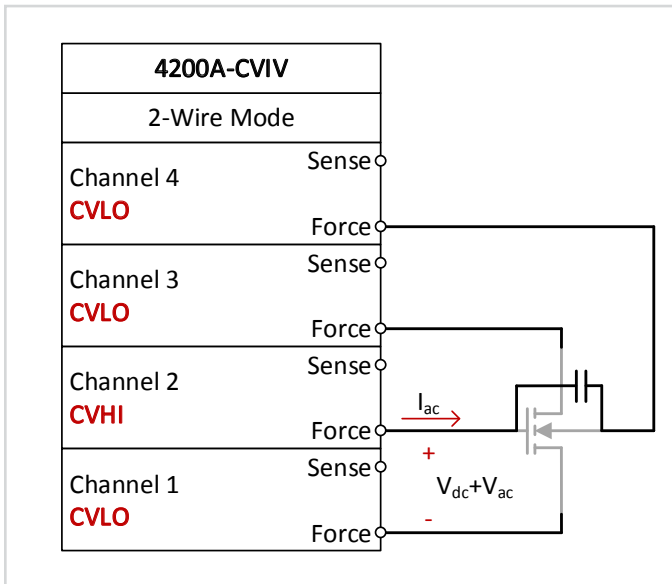 4200A-CVIV
2-Wire Mode
Sense
Channel 4
CVLO
Force
Sense
Channel 3
CVLO
Force
Sense
Channel 2
CVHI
Force
Iac
+
Sense
Channel 1
Vdc+Vac
CVLO
-
Force